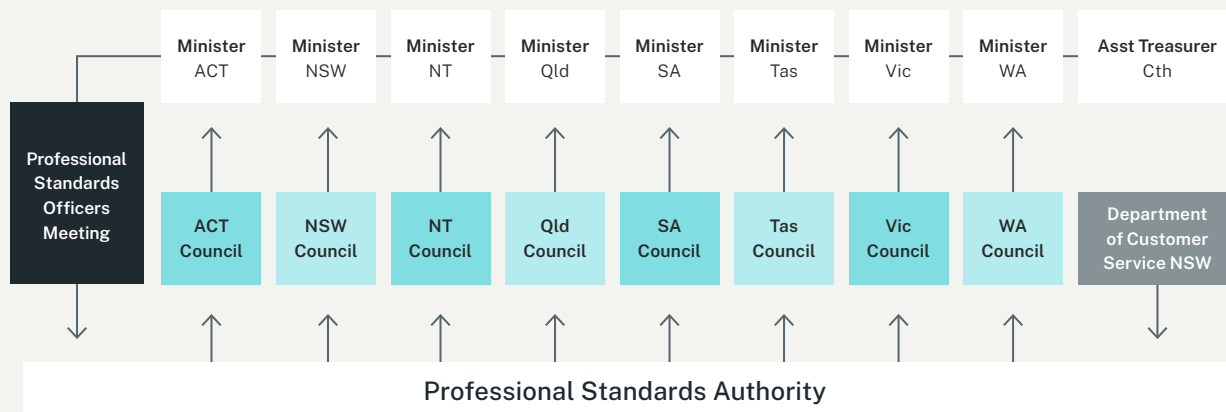 Minister
ACT
Minister
NSW
Minister
NT
Minister
Qld
Minister
SA
Minister
Tas
Minister
Vic
Minister
WA
Asst Treasurer
Cth
Professional
Standards
Officers
Meeting
ACT
Council
NSW
Council
NT
Council
Qld
Council
SA
Council
Tas
Council
Vic
Council
WA
Council
Department
of Customer
Service NSW
Professional Standards Authority